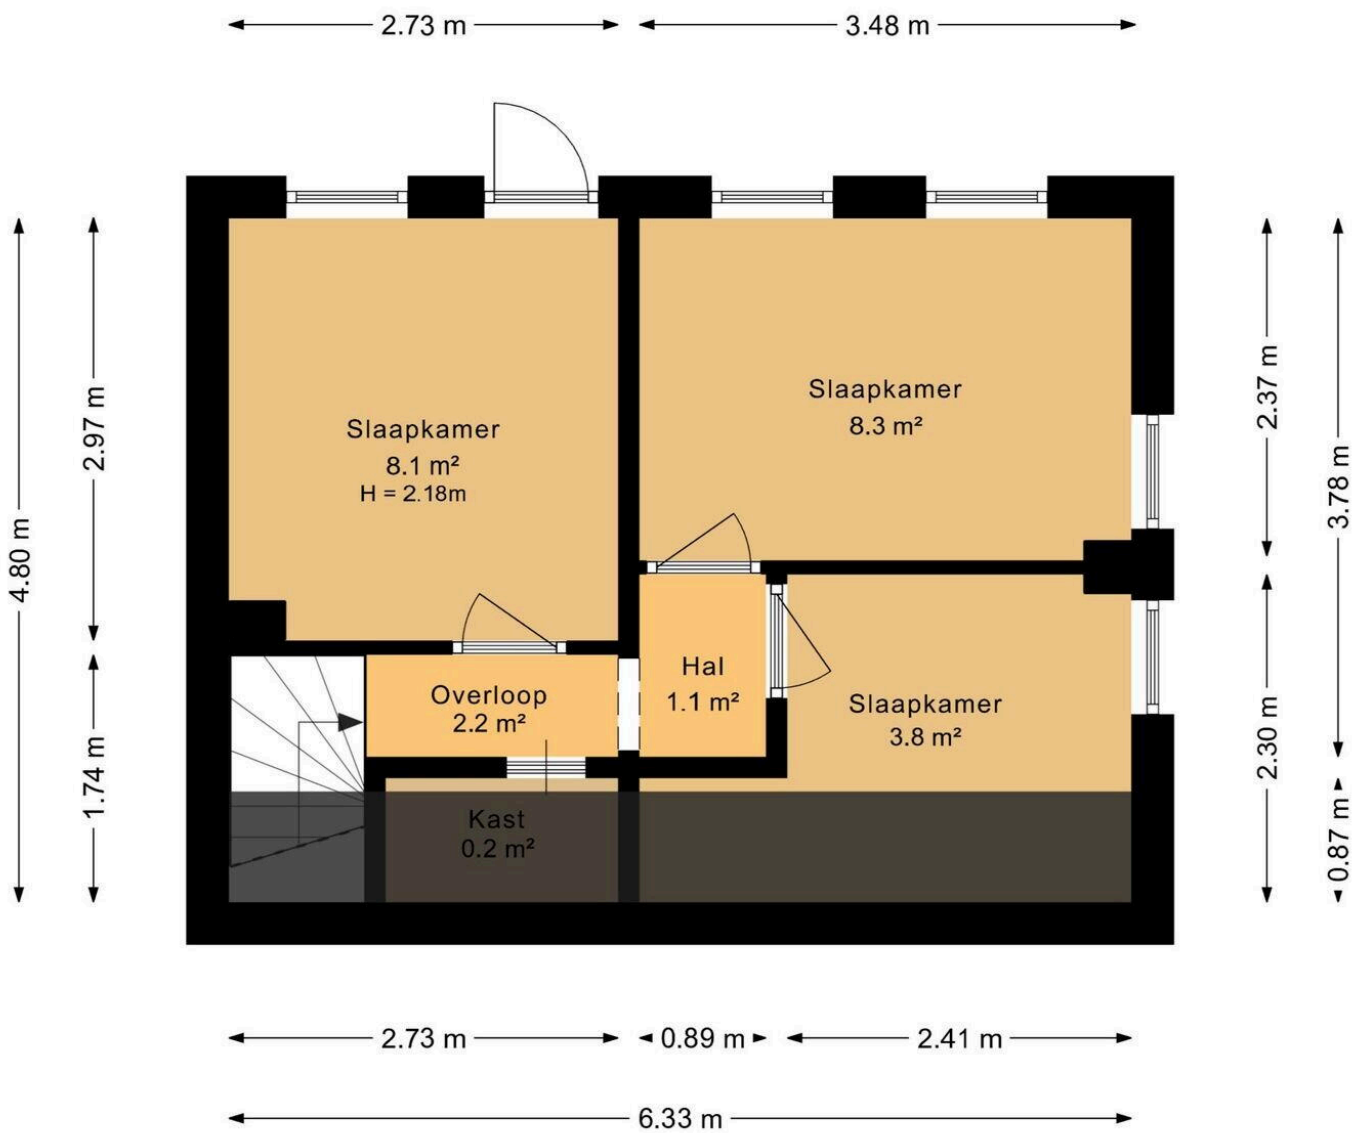 2.73 m
3.48 m
Slaapkamer
8.3 m²
2.37 m
2.97 m
Slaapkamer
8.1 m²
H = 2.18m
3.78 m
4.80 m
Hal
1.1 m²
Overloop
2.2 m²
Slaapkamer
3.8 m²
2.30 m
1.74 m
Kast
0.2 m²
0.87 m
2.73 m
0.89 m
2.41 m
6.33 m